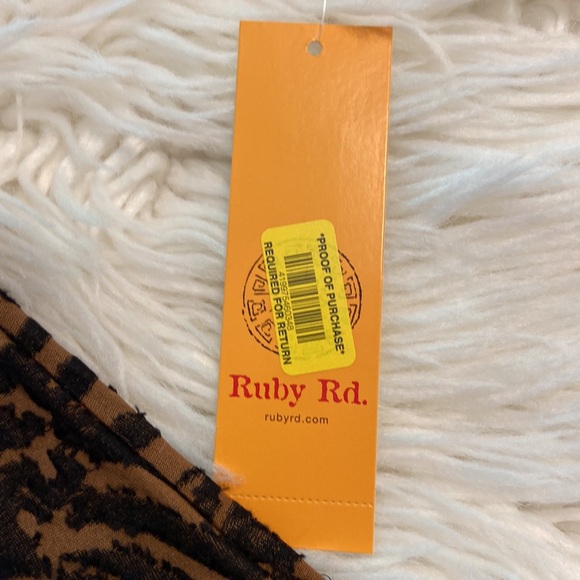 *PROOF OF PURCHASE*
REQUIRED FOR RETURN
Ruby Rd.
rubyrd.com